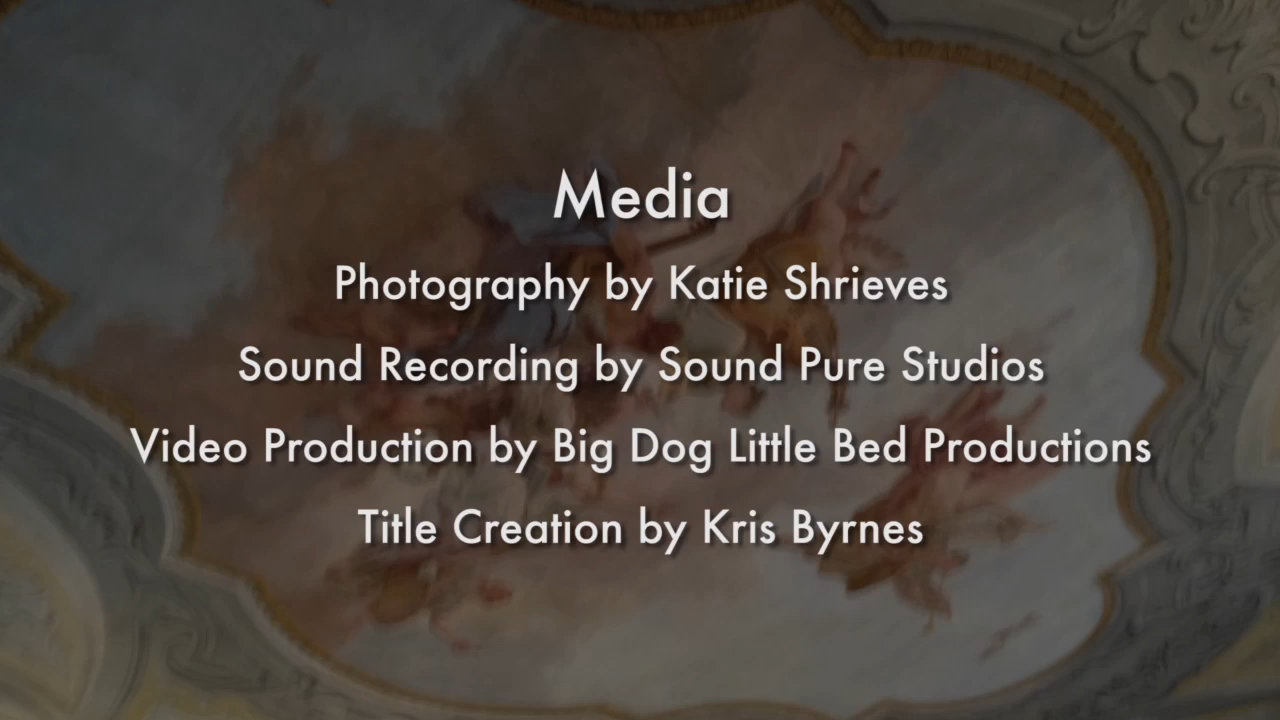 Media
Photography by Katie Shrieves
Sound Recording by Sound Pure Studios
Video Production by Big Dog Little Bed Productions
Title Creation by Kris Byrnes